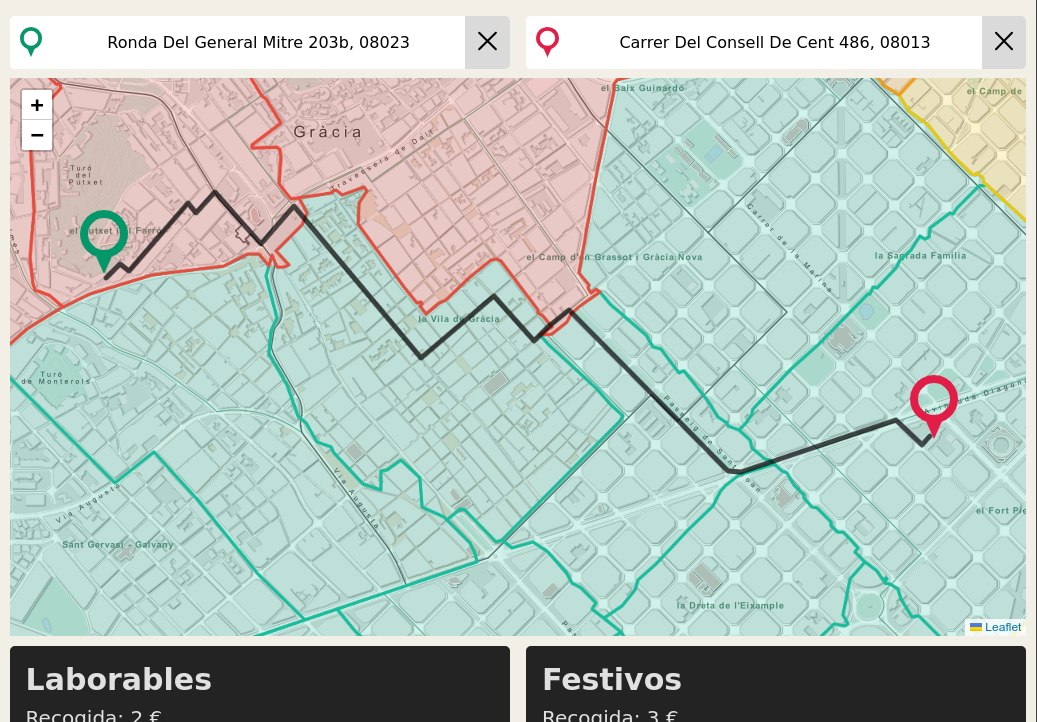 Ronda Del General Mitre 203b, 08023
Carrer Del Consell De Cent 486, 08013
+
−
el Baix Guinardó
el Camp de
Gràcia
Travessera de Dalt
Turó
del
Putxet
el Putxet i el Farró
Carrer de la Marina
el Camp d'en Grassot i Gràcia Nova
la Sagrada Família
la Vila de Gràcia
Turó
de Monterols
Avinguda Diagonal
Passeig de Sant Joan
Via Augusta
Via Augusta
Sant Gervasi - Galvany
el Fort Pie
la Dreta de l'Eixample
Pa
Leaflet
Laborables
Festivos
Recogida: 2 €
Recogida: 3 €